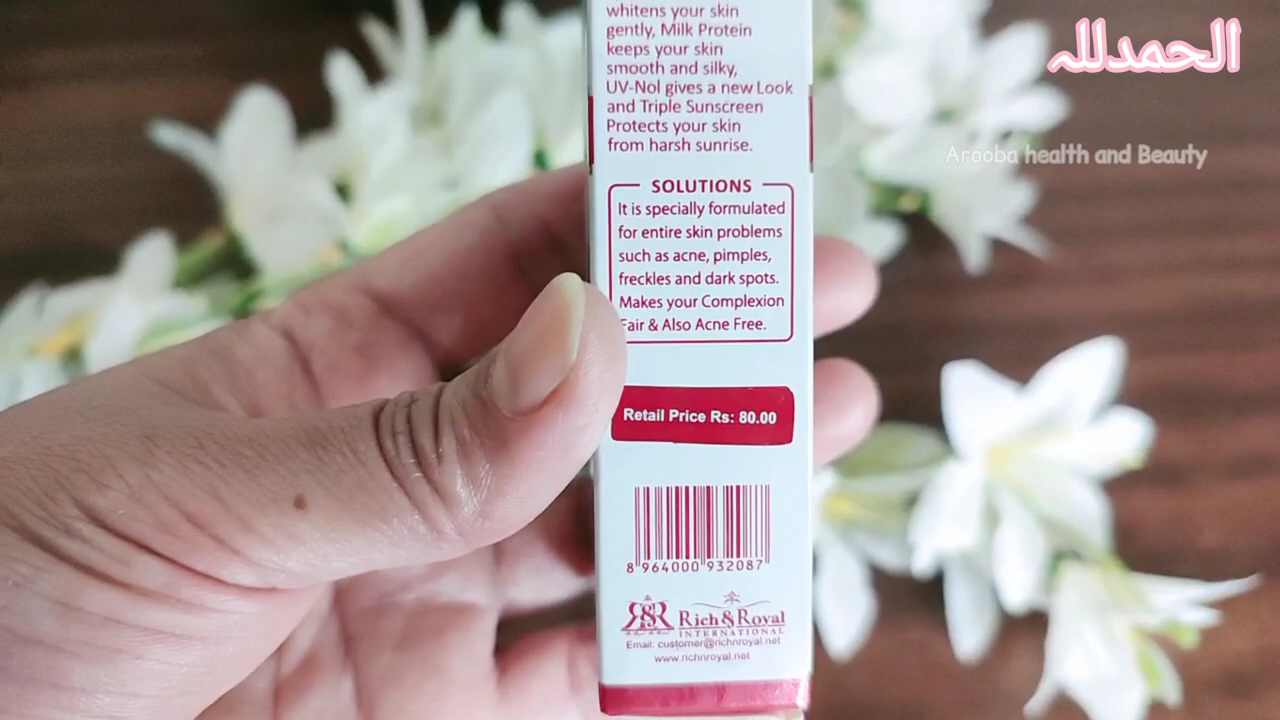 whitens your skin
gently, Milk Protein
keeps your skin
smooth and silky,
UV-Nol gives a new Look
and Triple Sunscreen
Protects your skin
from harsh sunrise.
SOLUTIONS
It is specially formulated
for entire skin problems
such as acne, pimples,
freckles and dark spots.
Makes your Complexion
Fair & Also Acne Free.
Retail Price Rs: 80.00
8 964000 932087
R&R Rich & Royal
INTERNATIONAL
Email: customer@richnroyal.net
www.richnroyal.net
الحمدللہ
Arooba health and Beauty